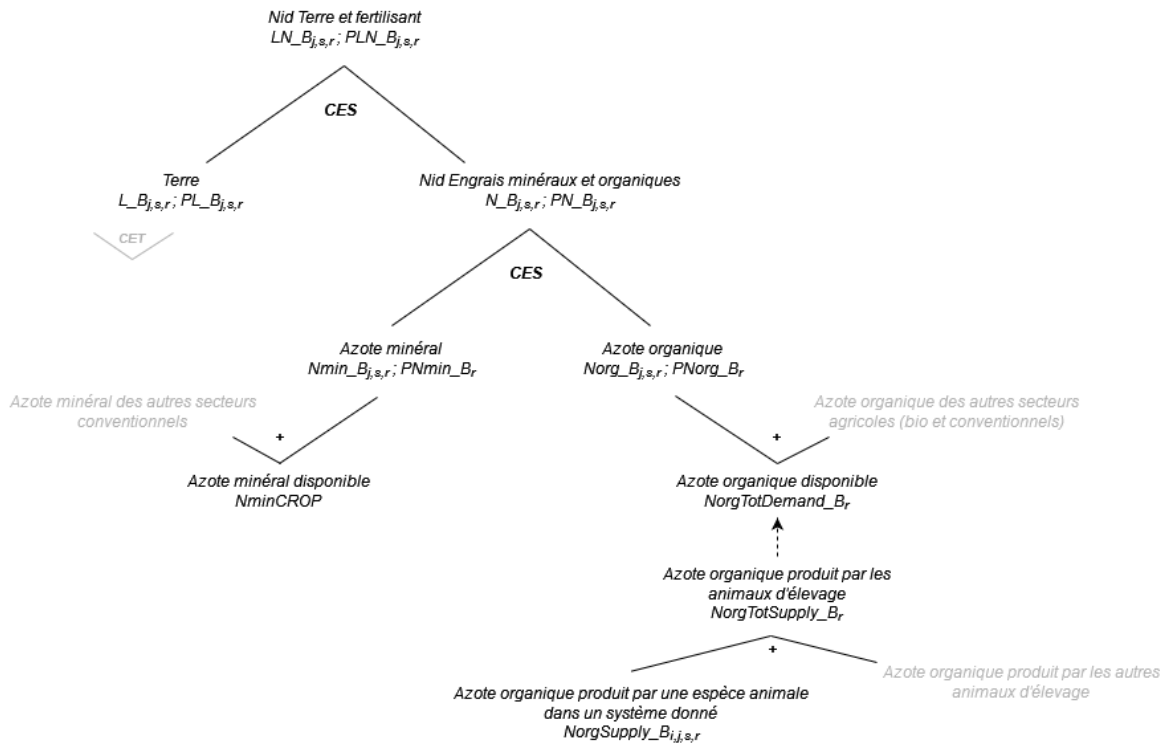 Nid Terre et fertilisant
LN_Bj,s,r ; PLN_Bj,s,r
CES
Terre
L_Bj,s,r ; PL_Bj,s,r
Nid Engrais minéraux et organiques
N_Bj,s,r ; PN_Bj,s,r
CET
CES
Azote minéral
Nmin_Bj,s,r ; PNmin_Br
Azote organique
Norg_Bj,s,r ; PNorg_Br
Azote minéral des autres secteurs
conventionnels
Azote organique des autres secteurs
agricoles (bio et conventionnels)
+
+
Azote minéral disponible
NminCROP
Azote organique disponible
NorgTotDemand_Br
Azote organique produit par les
animaux d'élevage
NorgTotSupply_Br
+
Azote organique produit par les autres
animaux d'élevage
Azote organique produit par une espèce animale
dans un système donné
NorgSupply_Bi,j,s,r